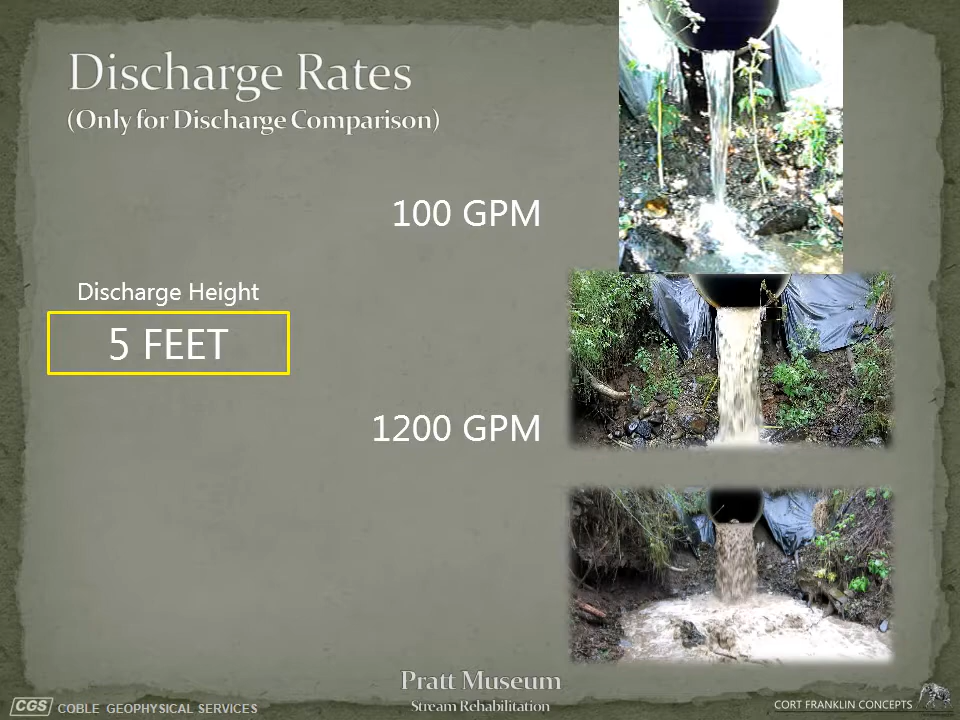 Discharge Rates
(Only for Discharge Comparison)
100 GPM
Discharge Height
5 FEET
1200 GPM
Pratt Museum
Stream Rehabilitation
CGS COBLE GEOPHYSICAL SERVICES
CORT FRANKLIN CONCEPTS